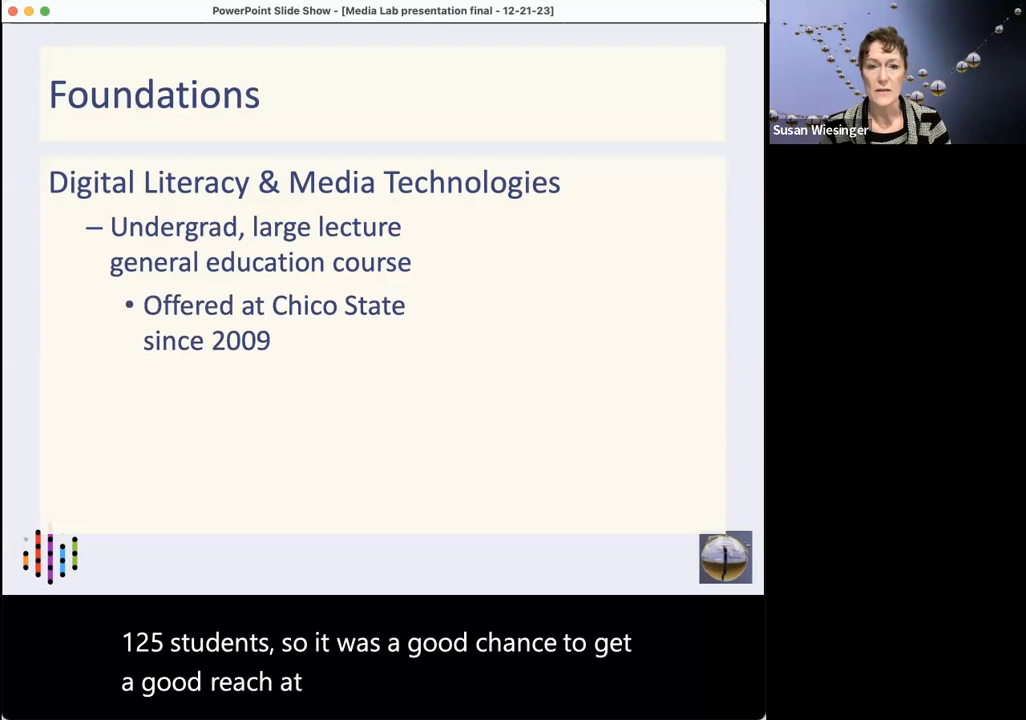 PowerPoint Slide Show - [Media Lab presentation final - 12-21-23]
Foundations
Susan Wiesinger
Digital Literacy & Media Technologies
– Undergrad, large lecture
general education course
• Offered at Chico State
since 2009
125 students, so it was a good chance to get
a good reach at